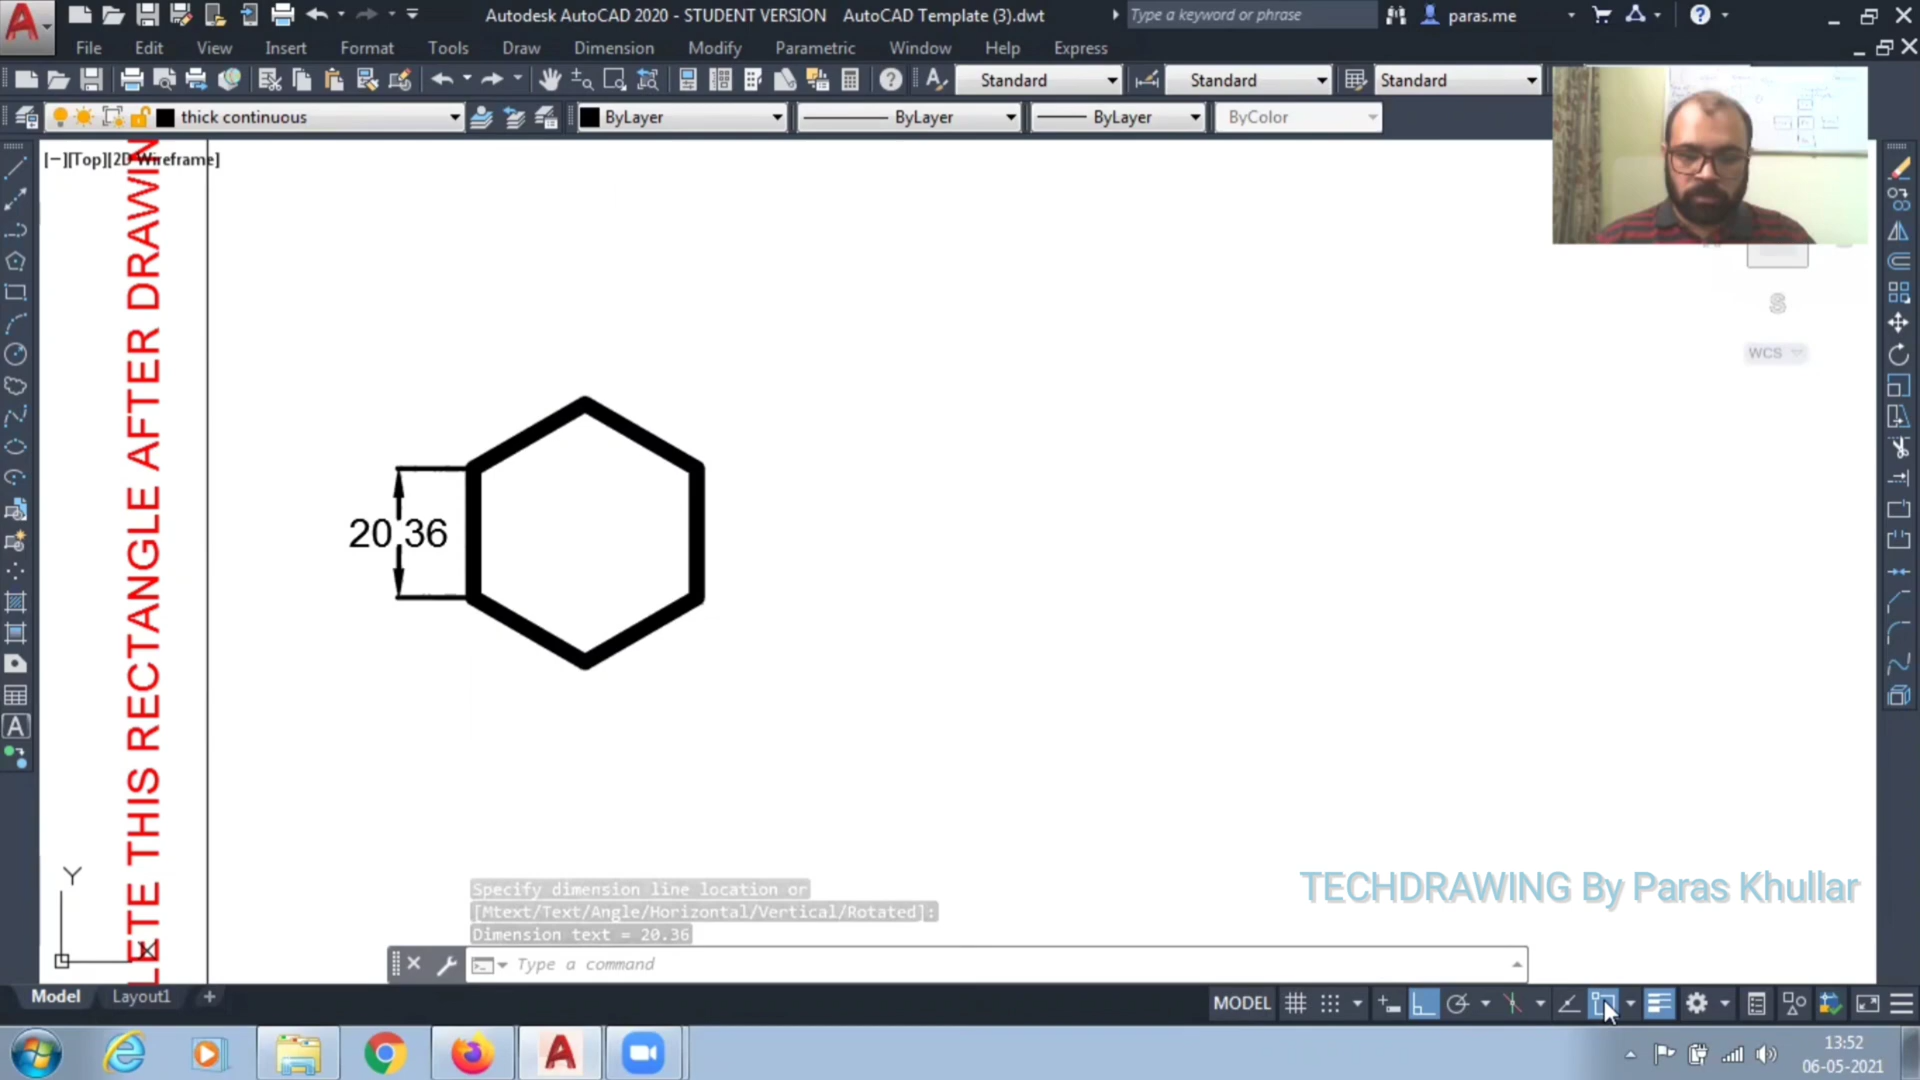 Autodesk AutoCAD 2020 - STUDENT VERSION AutoCAD Template (3).dwt
Type a keyword or phrase
paras.me
File Edit View Insert Format Tools Draw Dimension Modify Parametric Window Help Express
Standard Standard Standard
thick continuous ByLayer ByLayer ByLayer ByColor
[−][Top][2D Wireframe]
LETE THIS RECTANGLE AFTER DRAWIN
S
WCS
20.36
TECHDRAWING By Paras Khullar
Y
X
Specify dimension line location or
[Mtext/Text/Angle/Horizontal/Vertical/Rotated]:
Dimension text = 20.36
Type a command
Model Layout1 +
MODEL
13:52
06-05-2021